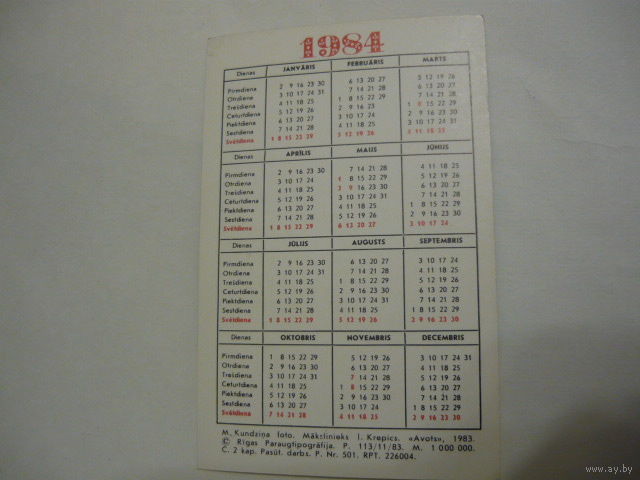 1984
Dienas JANVĀRIS FEBRUĀRIS MARTS
Pirmdiena 2 9 16 23 30 6 13 20 27 5 12 19 26
Otrdiena 3 10 17 24 31 7 14 21 28 6 13 20 27
Trešdiena 4 11 18 25 1 8 15 22 29 7 14 21 28
Ceturtdiena 5 12 19 26 2 9 16 23 1 8 15 22 29
Piektdiena 6 13 20 27 3 10 17 24 2 9 16 23 30
Sestdiena 7 14 21 28 4 11 18 25 3 10 17 24 31
Svētdiena 1 8 15 22 29 5 12 19 26 4 11 18 25
Dienas APRĪLIS MAIJS JŪNIJS
Pirmdiena 2 9 16 23 30 7 14 21 28 4 11 18 25
Otrdiena 3 10 17 24 1 8 15 22 29 5 12 19 26
Trešdiena 4 11 18 25 2 9 16 23 30 6 13 20 27
Ceturtdiena 5 12 19 26 3 10 17 24 31 7 14 21 28
Piektdiena 6 13 20 27 4 11 18 25 1 8 15 22 29
Sestdiena 7 14 21 28 5 12 19 26 2 9 16 23 30
Svētdiena 1 8 15 22 29 6 13 20 27 3 10 17 24
Dienas JŪLIJS AUGUSTS SEPTEMBRIS
Pirmdiena 2 9 16 23 30 6 13 20 27 3 10 17 24
Otrdiena 3 10 17 24 31 7 14 21 28 4 11 18 25
Trešdiena 4 11 18 25 1 8 15 22 29 5 12 19 26
Ceturtdiena 5 12 19 26 2 9 16 23 30 6 13 20 27
Piektdiena 6 13 20 27 3 10 17 24 31 7 14 21 28
Sestdiena 7 14 21 28 4 11 18 25 1 8 15 22 29
Svētdiena 1 8 15 22 29 5 12 19 26 2 9 16 23 30
Dienas OKTOBRIS NOVEMBRIS DECEMBRIS
Pirmdiena 1 8 15 22 29 5 12 19 26 3 10 17 24 31
Otrdiena 2 9 16 23 30 6 13 20 27 4 11 18 25
Trešdiena 3 10 17 24 31 7 14 21 28 5 12 19 26
Ceturtdiena 4 11 18 25 1 8 15 22 29 6 13 20 27
Piektdiena 5 12 19 26 2 9 16 23 30 7 14 21 28
Sestdiena 6 13 20 27 3 10 17 24 1 8 15 22 29
Svētdiena 7 14 21 28 4 11 18 25 2 9 16 23 30
M. Kundziņa foto. Mākslinieks I. Krepics. «Avots», 1983.
© Rīgas Paraugtipogrāfija. P. 113/11/83. M. 1 000 000.
C. 2 kap. Pasūt. darbs. P. Nr. 501. RPT. 226004.
www.ay.by